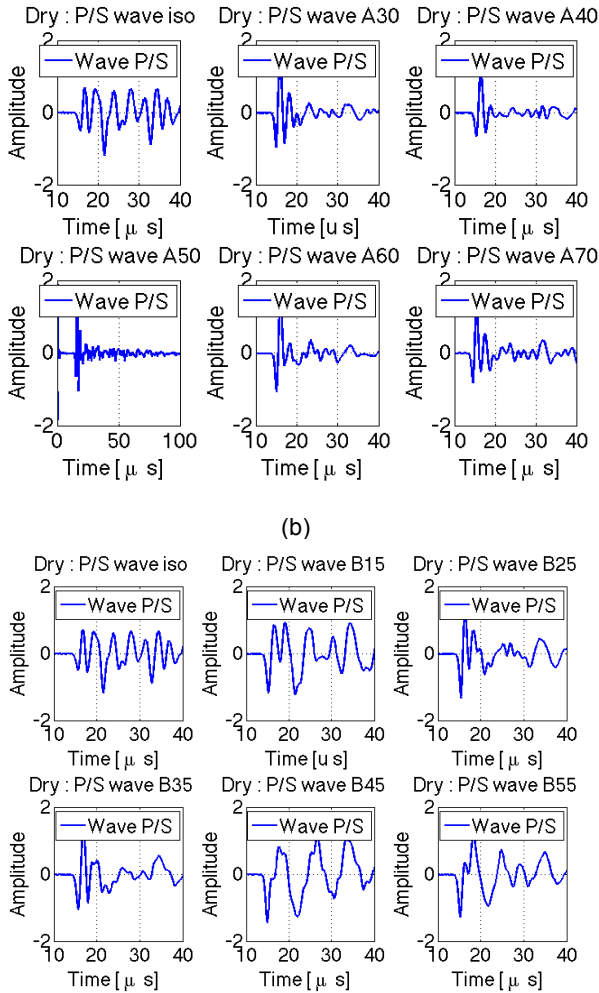 Dry : P/S wave iso
Dry : P/S wave A30
Dry : P/S wave A40
2
Wave P/S
Amplitude
0
-2
10 20 30 40
Time [ μ s]
2
Wave P/S
Amplitude
0
-2
10 20 30 40
Time [u s]
2
Wave P/S
Amplitude
0
-2
10 20 30 40
Time [ μ s]
Dry : P/S wave A50
Dry : P/S wave A60
Dry : P/S wave A70
2
Wave P/S
Amplitude
0
-2
0 50 100
Time [ μ s]
2
Wave P/S
Amplitude
0
-2
10 20 30 40
Time [ μ s]
2
Wave P/S
Amplitude
0
-2
10 20 30 40
Time [ μ s]
(b)
Dry : P/S wave iso
Dry : P/S wave B15
Dry : P/S wave B25
2
Wave P/S
Amplitude
0
-2
10 20 30 40
Time [ μ s]
2
Wave P/S
Amplitude
0
-2
10 20 30 40
Time [u s]
2
Wave P/S
Amplitude
0
-2
10 20 30 40
Time [ μ s]
Dry : P/S wave B35
Dry : P/S wave B45
Dry : P/S wave B55
2
Wave P/S
Amplitude
0
-2
10 20 30 40
Time [ μ s]
2
Wave P/S
Amplitude
0
-2
10 20 30 40
Time [ μ s]
2
Wave P/S
Amplitude
0
-2
10 20 30 40
Time [ μ s]